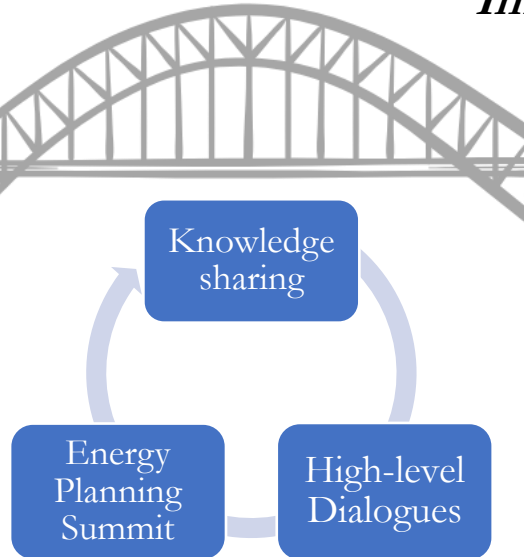 Knowledge
sharing
Energy
Planning
Summit
High-level
Dialogues